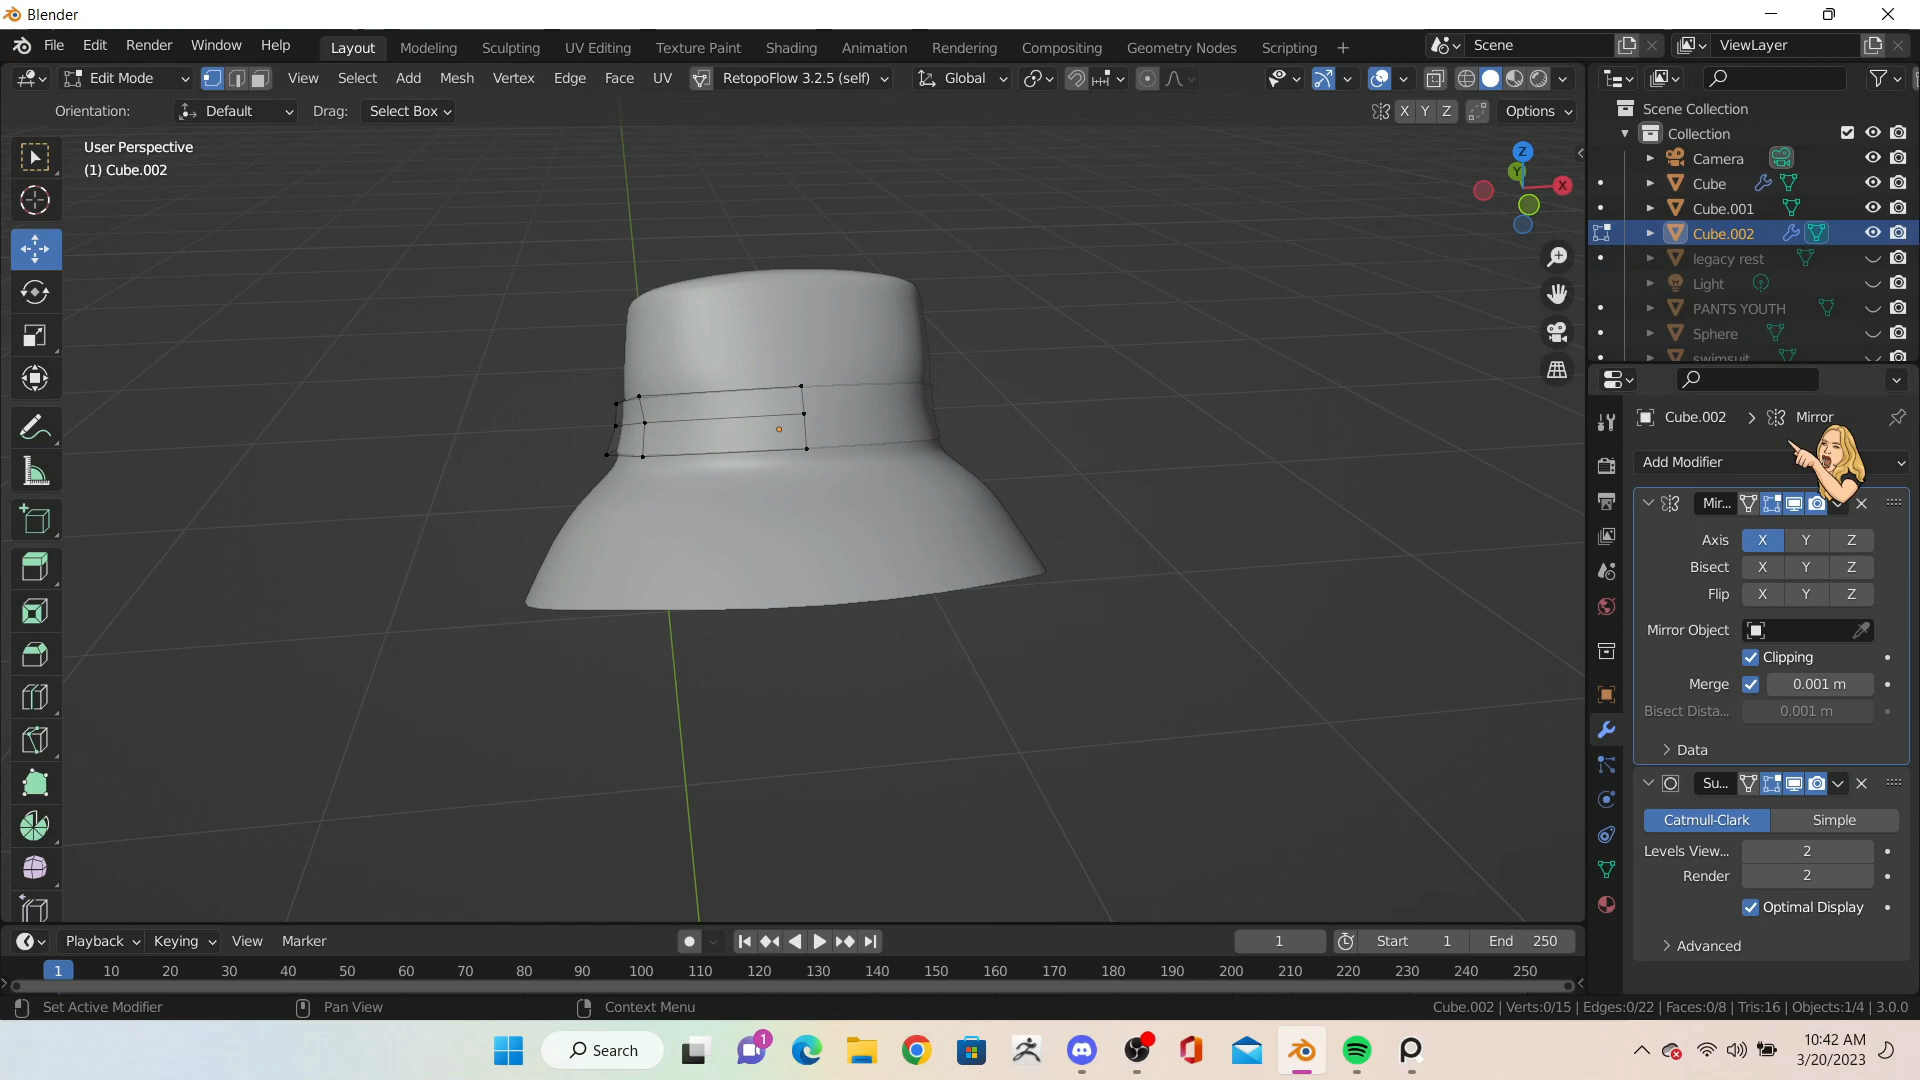 Blender
File Edit Render Window Help Layout Modeling Sculpting UV Editing Texture Paint Shading Animation Rendering Compositing Geometry Nodes Scripting + Scene ViewLayer
Edit Mode View Select Add Mesh Vertex Edge Face UV RetopoFlow 3.2.5 (self) Global
Orientation: Default Drag: Select Box X Y Z Options
User Perspective
(1) Cube.002
Z
Y
X
Scene Collection
Collection
Camera
Cube
Cube.001
Cube.002
legacy rest
Light
PANTS YOUTH
Sphere
swimsuit
Cube.002 > Mirror
Add Modifier
Mir...
Axis X Y Z
Bisect X Y Z
Flip X Y Z
Mirror Object
Clipping
Merge 0.001 m
Bisect Dista... 0.001 m
Data
Su...
Catmull-Clark Simple
Levels View... 2
Render 2
Optimal Display
Advanced
Playback Keying View Marker 1 Start 1 End 250
1 10 20 30 40 50 60 70 80 90 100 110 120 130 140 150 160 170 180 190 200 210 220 230 240 250
Set Active Modifier Pan View Context Menu Cube.002 | Verts:0/15 | Edges:0/22 | Faces:0/8 | Tris:16 | Objects:1/4 | 3.0.0
Search 1 10:42 AM
3/20/2023